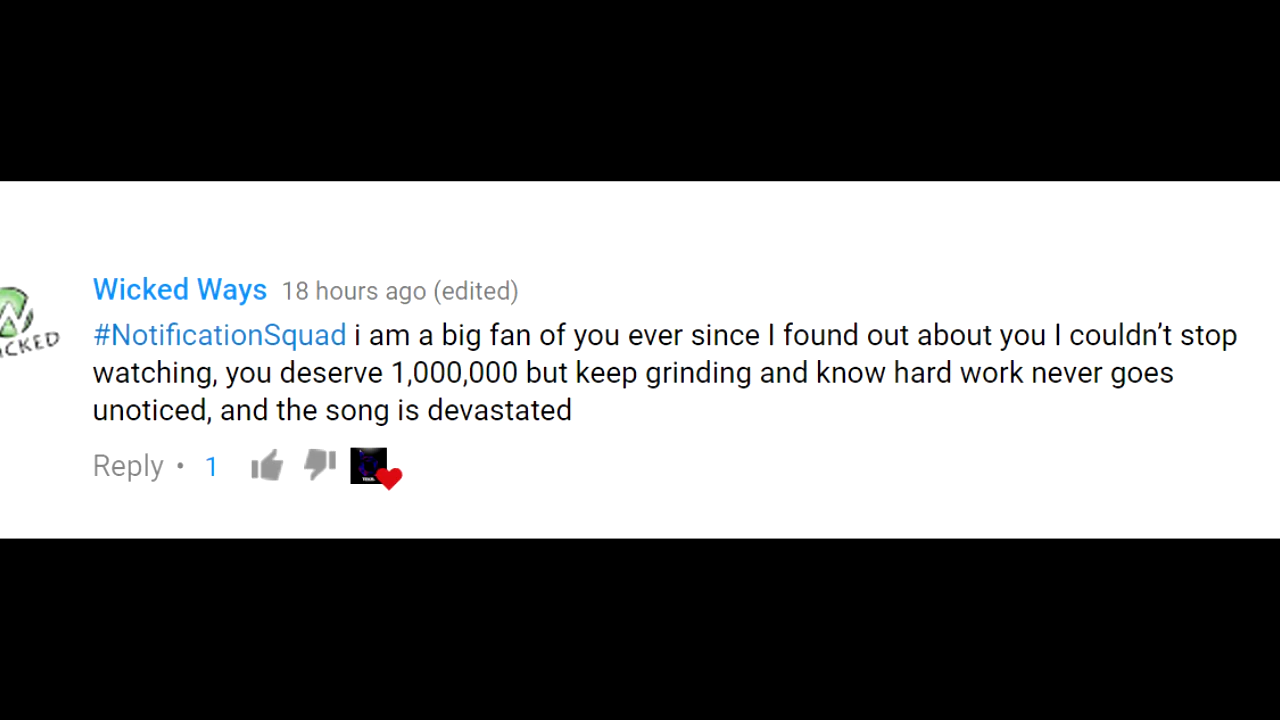 Wicked Ways 18 hours ago (edited)
#NotificationSquad i am a big fan of you ever since I found out about you I couldn’t stop
watching, you deserve 1,000,000 but keep grinding and know hard work never goes
unoticed, and the song is devastated
Reply • 1